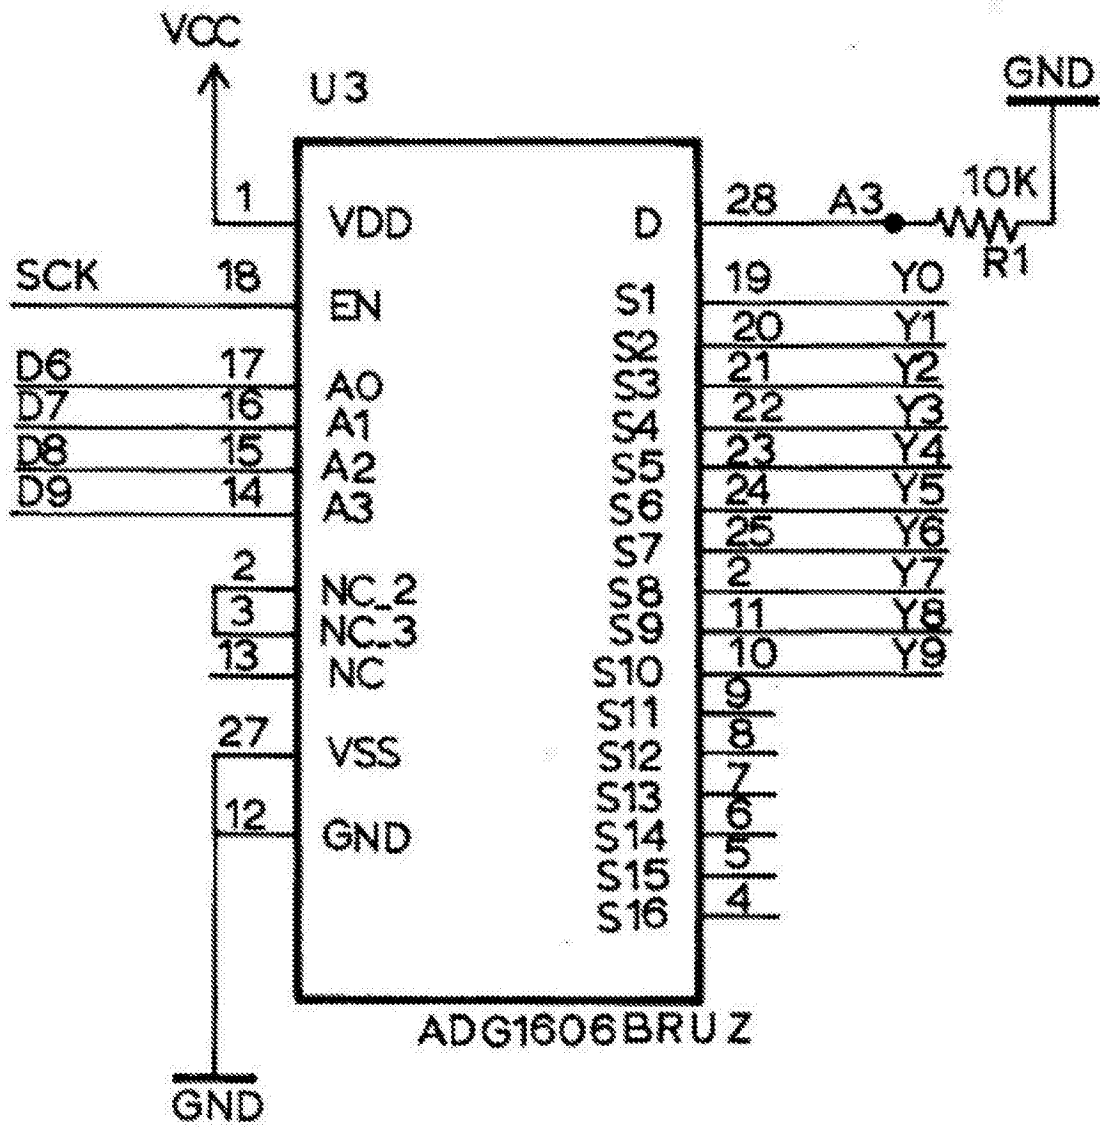 VCC
U3
GND
1 VDD D 28 A3 10K
R1
SCK 18 EN S1 19 Y0
S2 20 Y1
D6 17 A0 S3 21 Y2
D7 16 A1 S4 22 Y3
D8 15 A2 S5 23 Y4
D9 14 A3 S6 24 Y5
S7 25 Y6
2 NC_2 S8 2 Y7
3 NC_3 S9 11 Y8
13 NC S10 10 Y9
S11 9
27 VSS S12 8
S13 7
12 GND S14 6
S15 5
S16 4
ADG1606BRUZ
GND